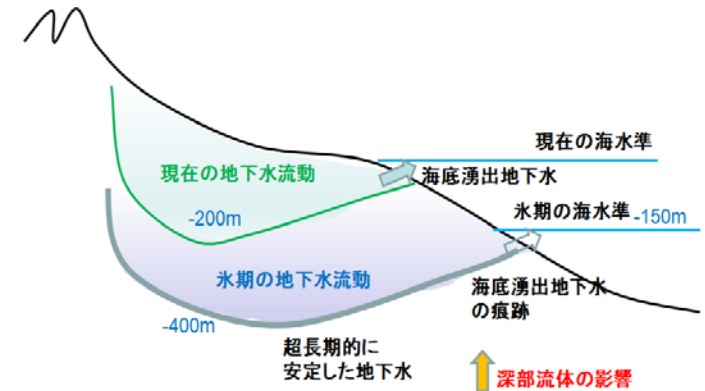 現在の海水準
現在の地下水流動
海底湧出地下水
氷期の海水準
-150m
-200m
氷期の地下水流動
海底湧出地下水
の痕跡
-400m
超長期的に
安定した地下水
深部流体の影響